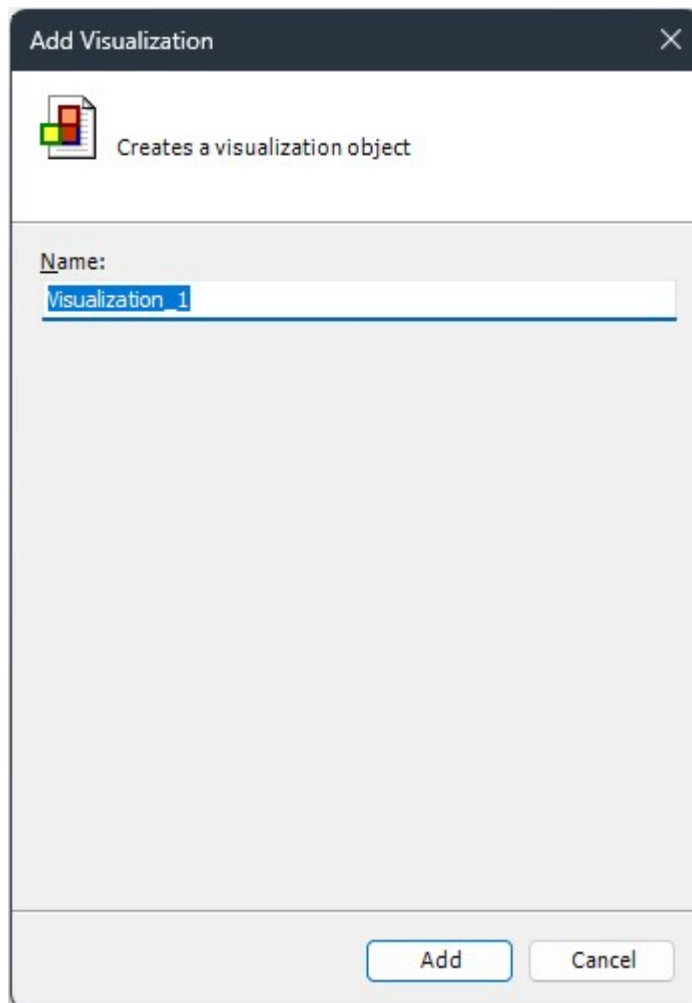 Add Visualization
Creates a visualization object
Name:
Visualization_1
Add Cancel